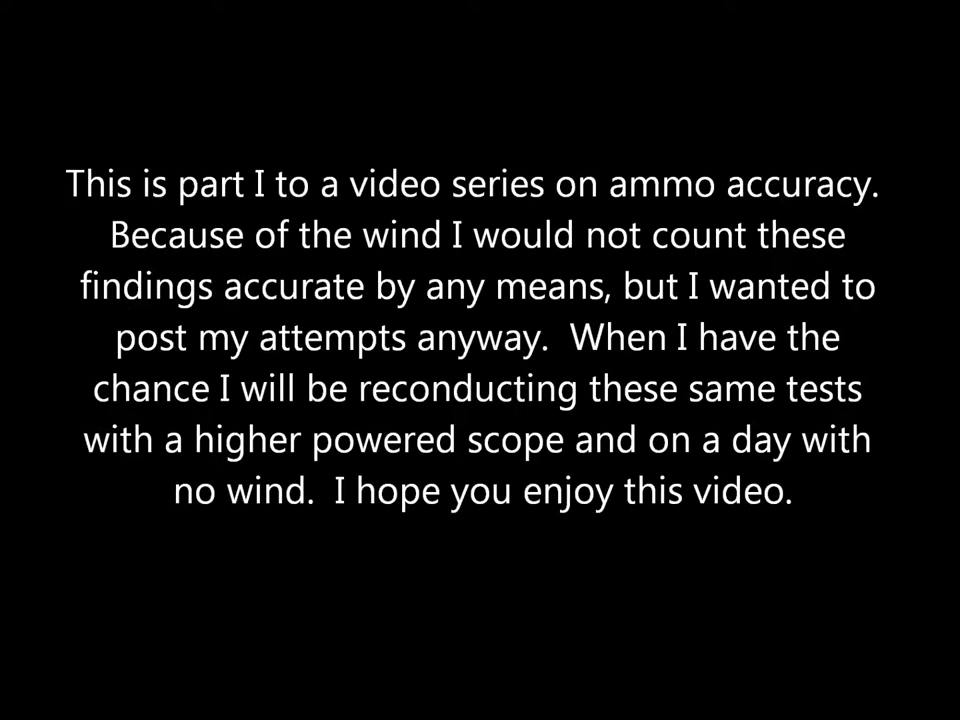 This is part I to a video series on ammo accuracy.
Because of the wind I would not count these
findings accurate by any means, but I wanted to
post my attempts anyway.  When I have the
chance I will be reconducting these same tests
with a higher powered scope and on a day with
no wind.  I hope you enjoy this video.